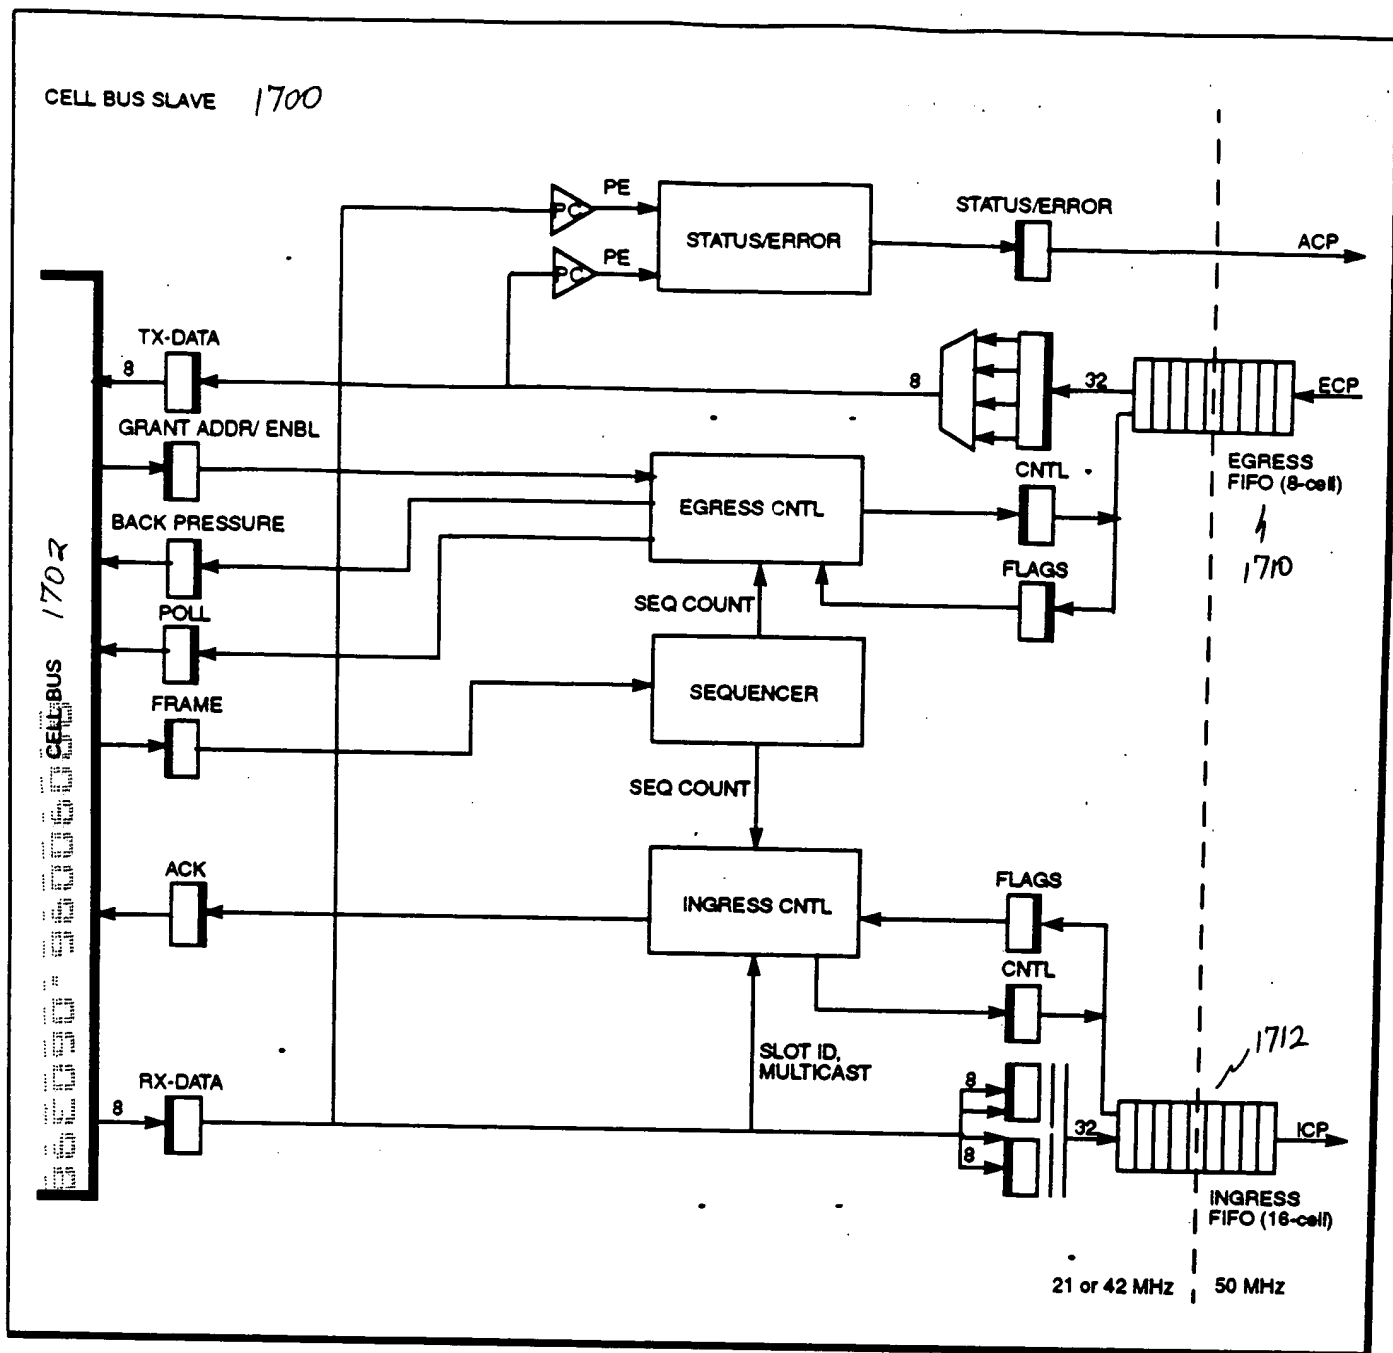 CELL BUS SLAVE 1700
PC
PE
STATUS/ERROR
STATUS/ERROR
ACP
PC
PE
TX-DATA
8
8
32
ECP
GRANT ADDR/ ENBL
EGRESS CNTL
CNTL
EGRESS
FIFO (8-cell)
1710
BACK PRESSURE
FLAGS
SEQ COUNT
POLL
SEQUENCER
FRAME
CELL BUS 1702
SEQ COUNT
ACK
INGRESS CNTL
FLAGS
CNTL
SLOT ID,
MULTICAST
1712
RX-DATA
8
8
8
32
ICP
INGRESS
FIFO (16-cell)
21 or 42 MHz
50 MHz